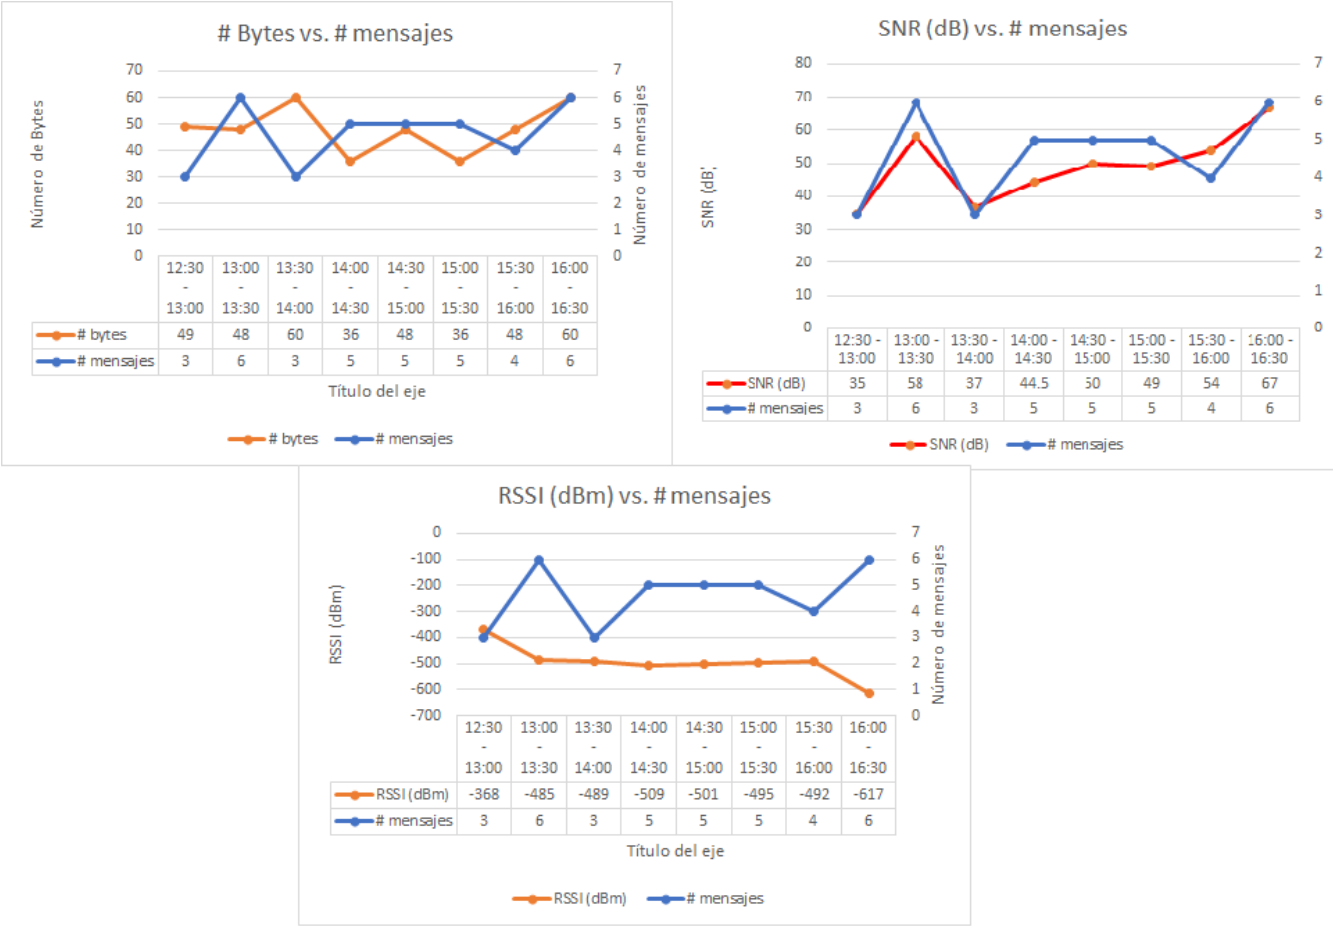 # Bytes vs. # mensajes
Número de Bytes
70
60
50
40
30
20
10
0
7
6
5
4
3
2
1
0
Número de mensajes
12:30 - 13:00 13:00 - 13:30 13:30 - 14:00 14:00 - 14:30 14:30 - 15:00 15:00 - 15:30 15:30 - 16:00 16:00 - 16:30
# bytes 49 48 60 36 48 36 48 60
# mensajes 3 6 3 5 5 5 4 6
Título del eje
# bytes # mensajes
SNR (dB) vs. # mensajes
SNR (dB)
80
70
60
50
40
30
20
10
0
7
6
5
4
3
2
1
0
12:30 - 13:00 13:00 - 13:30 13:30 - 14:00 14:00 - 14:30 14:30 - 15:00 15:00 - 15:30 15:30 - 16:00 16:00 - 16:30
SNR (dB) 35 58 37 44.5 50 49 54 67
# mensajes 3 6 3 5 5 5 4 6
SNR (dB) # mensajes
RSSI (dBm) vs. # mensajes
RSSI (dBm)
0
-100
-200
-300
-400
-500
-600
-700
7
6
5
4
3
2
1
0
Número de mensajes
12:30 - 13:00 13:00 - 13:30 13:30 - 14:00 14:00 - 14:30 14:30 - 15:00 15:00 - 15:30 15:30 - 16:00 16:00 - 16:30
RSSI (dBm) -368 -485 -489 -509 -501 -495 -492 -617
# mensajes 3 6 3 5 5 5 4 6
Título del eje
RSSI (dBm) # mensajes